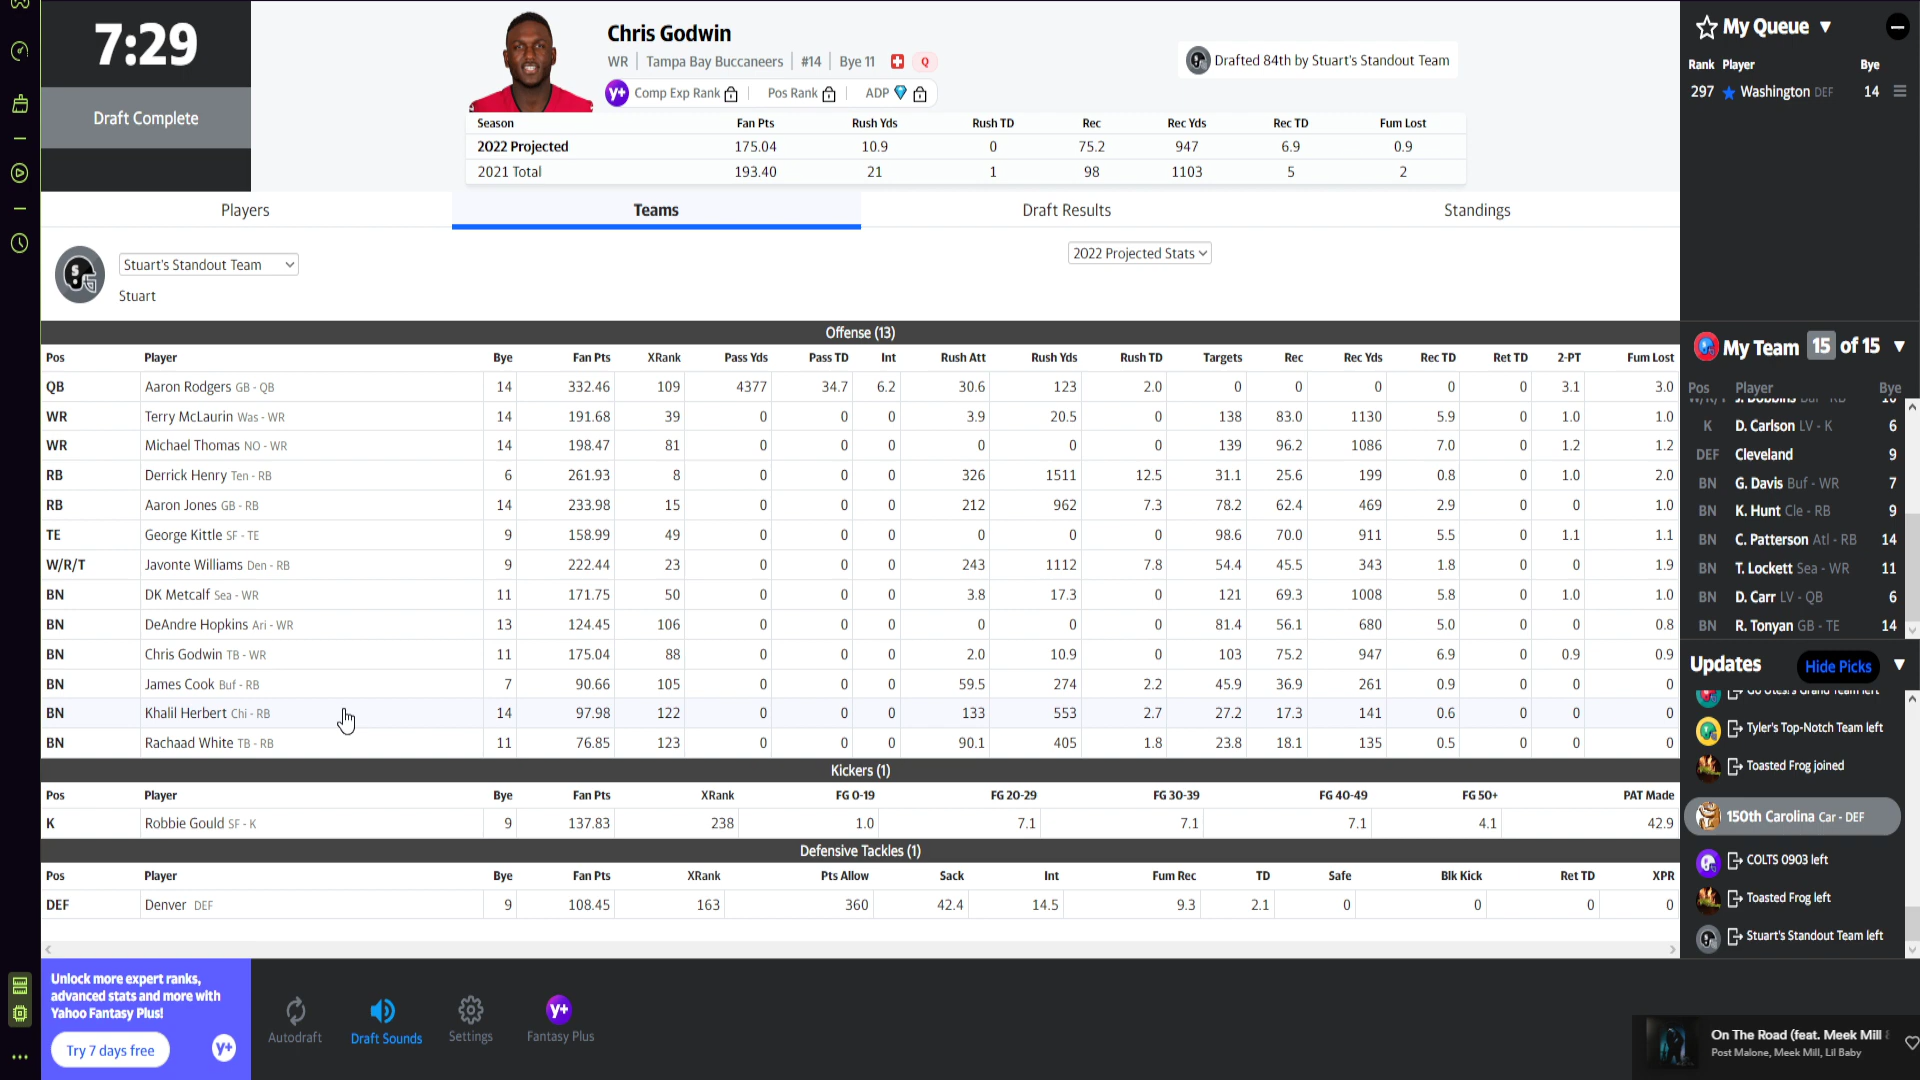 7:29
Draft Complete
Chris Godwin
WR | Tampa Bay Buccaneers | #14 | Bye 11 Q
y+ Comp Exp Rank | Pos Rank | ADP
Drafted 84th by Stuart's Standout Team
Season Fan Pts Rush Yds Rush TD Rec Rec Yds Rec TD Fum Lost
2022 Projected 175.04 10.9 0 75.2 947 6.9 0.9
2021 Total 193.40 21 1 98 1103 5 2
Players Teams Draft Results Standings
Stuart's Standout Team
Stuart
2022 Projected Stats
Offense (13)
Pos Player Bye Fan Pts XRank Pass Yds Pass TD Int Rush Att Rush Yds Rush TD Targets Rec Rec Yds Rec TD Ret TD 2-PT Fum Lost
QB Aaron Rodgers GB - QB 14 332.46 109 4377 34.7 6.2 30.6 123 2.0 0 0 0 0 0 3.1 3.0
WR Terry McLaurin Was - WR 14 191.68 39 0 0 0 3.9 20.5 0 138 83.0 1130 5.9 0 1.0 1.0
WR Michael Thomas NO - WR 14 198.47 81 0 0 0 0 0 0 139 96.2 1086 7.0 0 1.2 1.2
RB Derrick Henry Ten - RB 6 261.93 8 0 0 0 326 1511 12.5 31.1 25.6 199 0.8 0 1.0 2.0
RB Aaron Jones GB - RB 14 233.98 15 0 0 0 212 962 7.3 78.2 62.4 469 2.9 0 0 1.0
TE George Kittle SF - TE 9 158.99 49 0 0 0 0 0 0 98.6 70.0 911 5.5 0 1.1 1.1
W/R/T Javonte Williams Den - RB 9 222.44 23 0 0 0 243 1112 7.8 54.4 45.5 343 1.8 0 0 1.9
BN DK Metcalf Sea - WR 11 171.75 50 0 0 0 3.8 17.3 0 121 69.3 1008 5.8 0 1.0 1.0
BN DeAndre Hopkins Ari - WR 13 124.45 106 0 0 0 0 0 0 81.4 56.1 680 5.0 0 0 0.8
BN Chris Godwin TB - WR 11 175.04 88 0 0 0 2.0 10.9 0 103 75.2 947 6.9 0 0.9 0.9
BN James Cook Buf - RB 7 90.66 105 0 0 0 59.5 274 2.2 45.9 36.9 261 0.9 0 0 0
BN Khalil Herbert Chi - RB 14 97.98 122 0 0 0 133 553 2.7 27.2 17.3 141 0.6 0 0 0
BN Rachaad White TB - RB 11 76.85 123 0 0 0 90.1 405 1.8 23.8 18.1 135 0.5 0 0 0
Kickers (1)
Pos Player Bye Fan Pts XRank FG 0-19 FG 20-29 FG 30-39 FG 40-49 FG 50+ PAT Made
K Robbie Gould SF - K 9 137.83 238 1.0 7.1 7.1 7.1 4.1 42.9
Defensive Tackles (1)
Pos Player Bye Fan Pts XRank Pts Allow Sack Int Fum Rec TD Safe Blk Kick Ret TD XPR
DEF Denver DEF 9 108.45 163 360 42.4 14.5 9.3 2.1 0 0 0 0
Unlock more expert ranks,
advanced stats and more with
Yahoo Fantasy Plus!
Try 7 days free y+
Autodraft Draft Sounds Settings y+ Fantasy Plus
My Queue
Rank Player Bye
297 Washington DEF 14
My Team 15 of 15
Pos Player Bye
W/R/T J. Dobbins Bal - RB 10
K D. Carlson LV - K 6
DEF Cleveland 9
BN G. Davis Buf - WR 7
BN K. Hunt Cle - RB 9
BN C. Patterson Atl - RB 14
BN T. Lockett Sea - WR 11
BN D. Carr LV - QB 6
BN R. Tonyan GB - TE 14
Updates Hide Picks
Go Utes!'s Grand Team left
Tyler's Top-Notch Team left
Toasted Frog joined
150th Carolina Car - DEF
COLTS 0903 left
Toasted Frog left
Stuart's Standout Team left
On The Road (feat. Meek Mill &
Post Malone, Meek Mill, Lil Baby